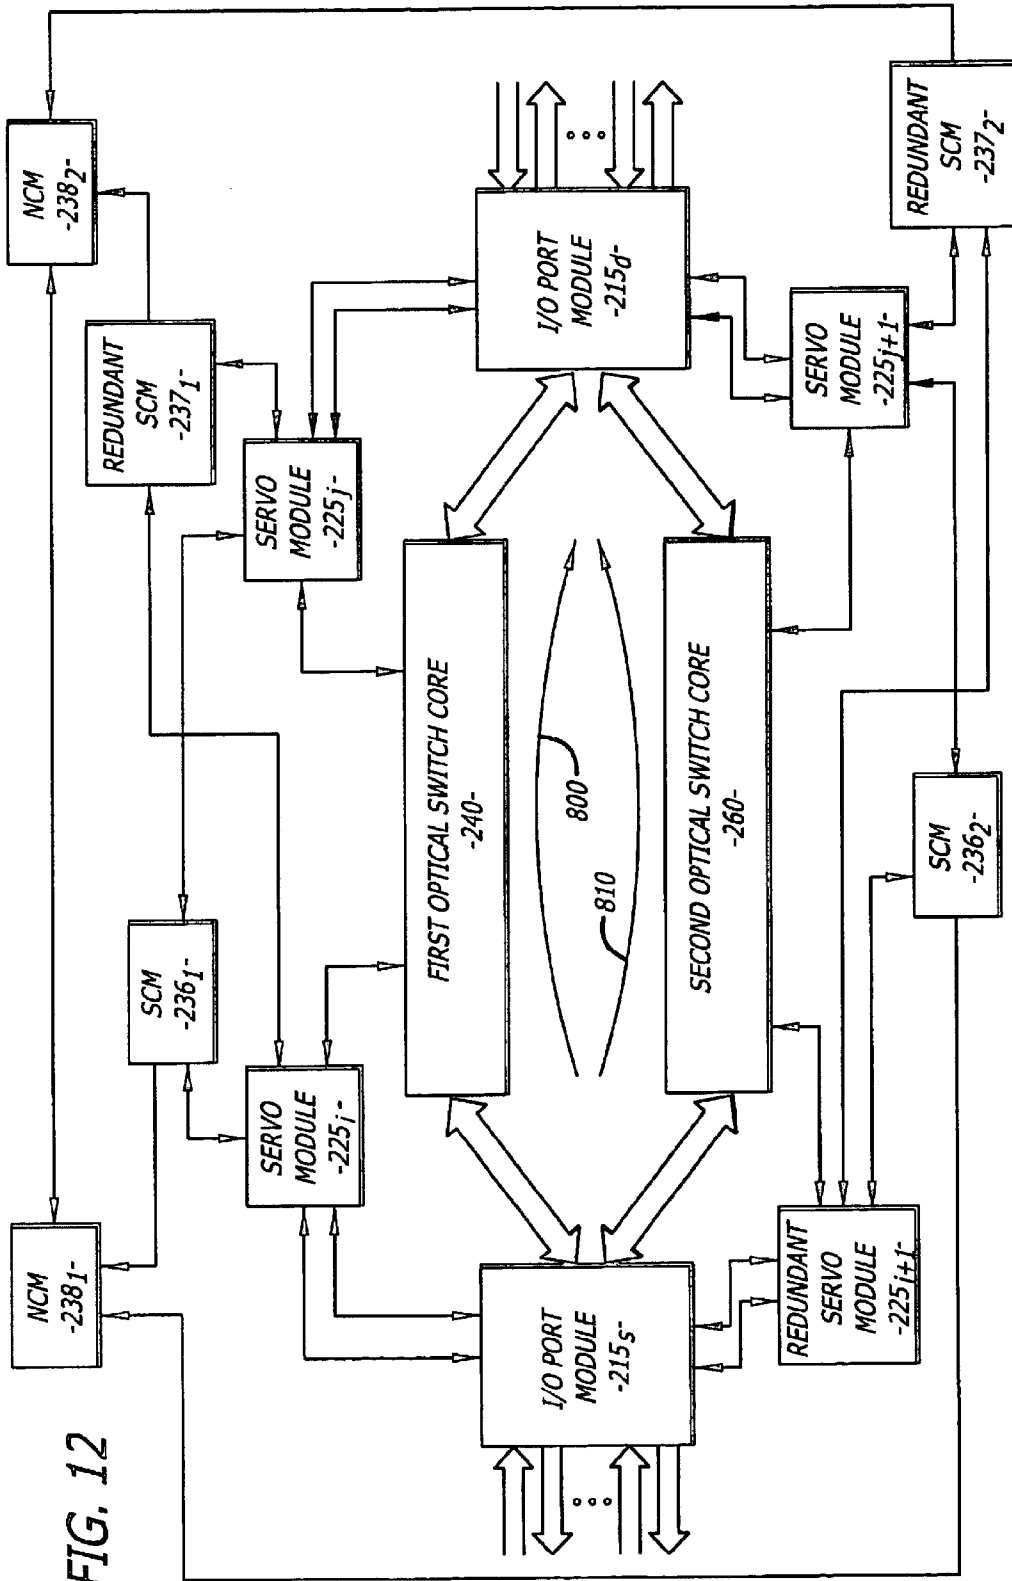 FIG. 12
NCM
-238₁-
NCM
-238₂-
SCM
-236₁-
REDUNDANT
SCM
-237₁-
SERVO
MODULE
-225ᵢ-
SERVO
MODULE
-225ⱼ-
I/O PORT
MODULE
-215ₛ-
FIRST OPTICAL SWITCH CORE
-240-
800
810
SECOND OPTICAL SWITCH CORE
-260-
I/O PORT
MODULE
-215d-
REDUNDANT
SERVO
MODULE
-225ᵢ₊₁-
SERVO
MODULE
-225ⱼ₊₁-
SCM
-236₂-
REDUNDANT
SCM
-237₂-